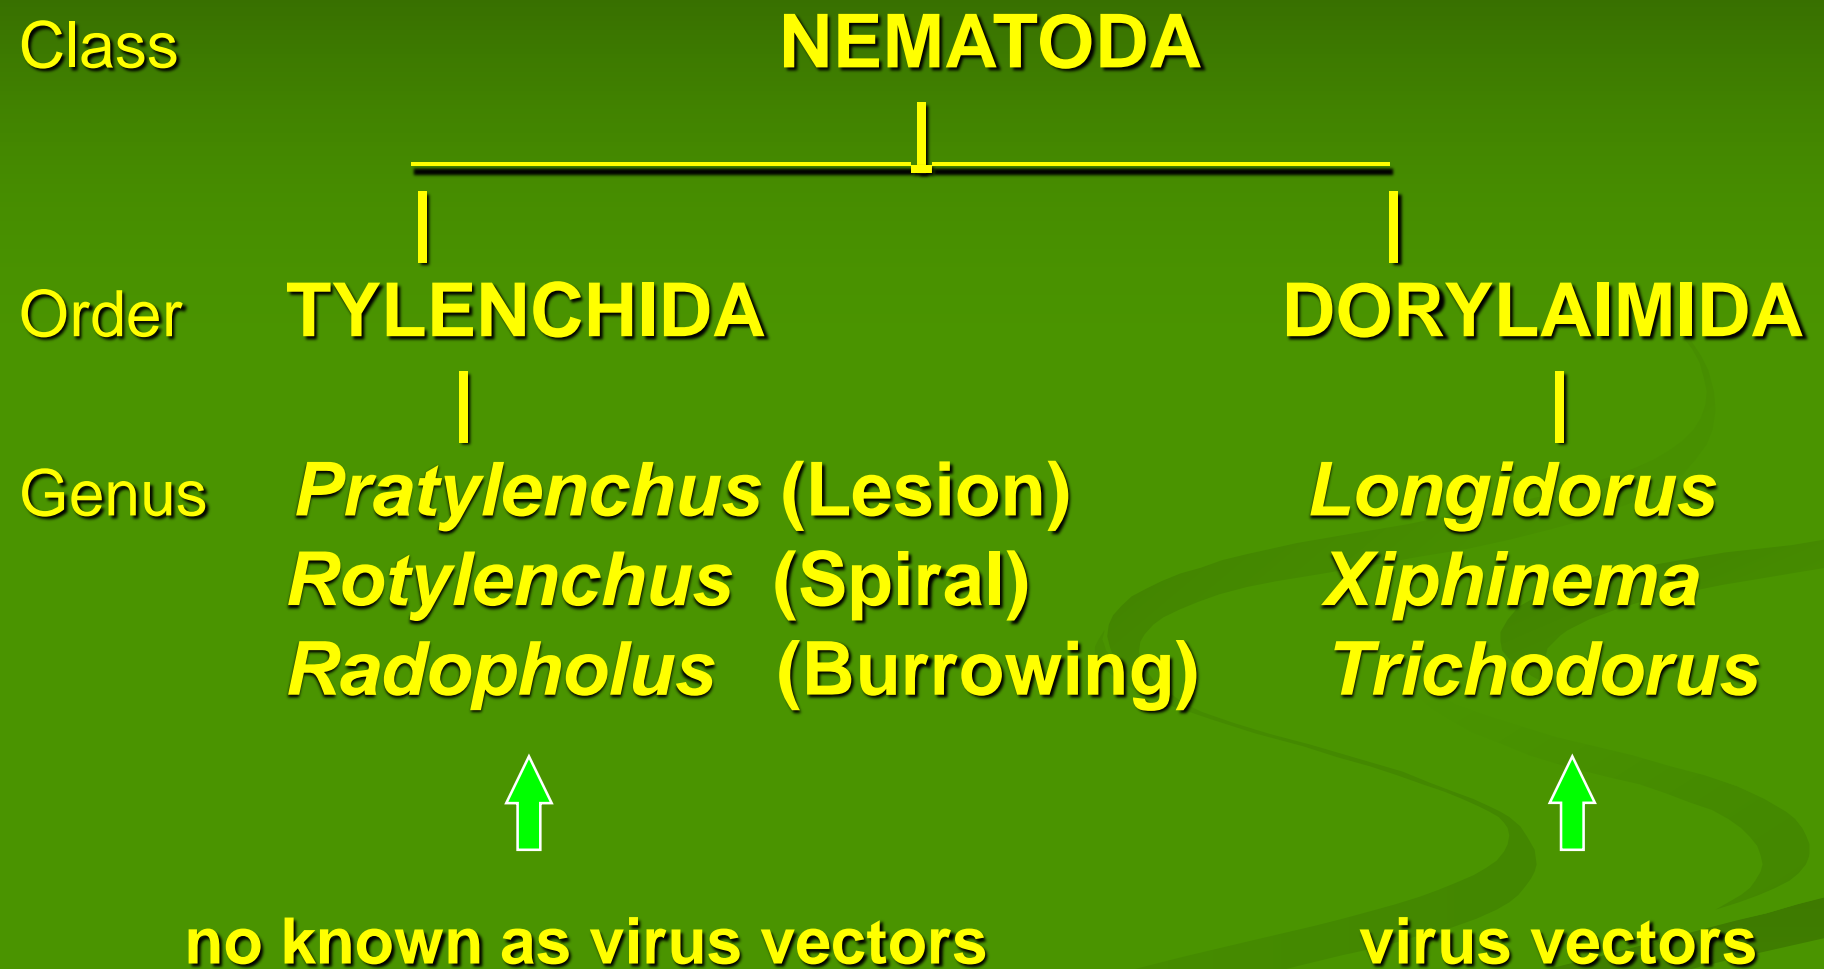 Class NEMATODA
Order TYLENCHIDA DORYLAIMIDA
Genus Pratylenchus (Lesion) Longidorus
Rotylenchus (Spiral) Xiphinema
Radopholus (Burrowing) Trichodorus
no known as virus vectors virus vectors